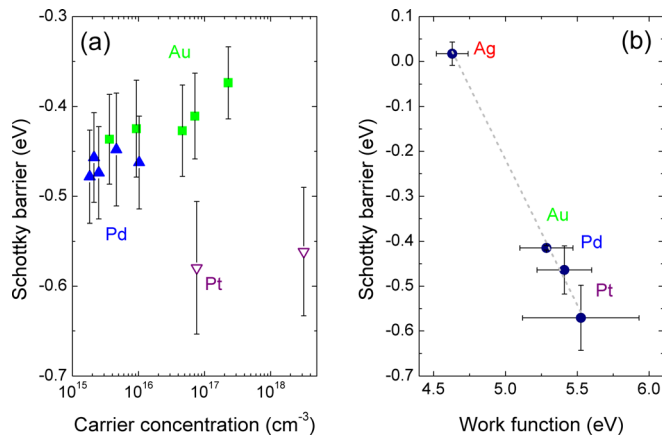 (a)
Au
Pd
Pt
-0.3
-0.4
-0.5
-0.6
-0.7
10^15
10^16
10^17
10^18
Schottky barrier (eV)
Carrier concentration (cm^-3)
(b)
Ag
Au
Pd
Pt
0.1
0.0
-0.1
-0.2
-0.3
-0.4
-0.5
-0.6
-0.7
4.5
5.0
5.5
6.0
Schottky barrier (eV)
Work function (eV)